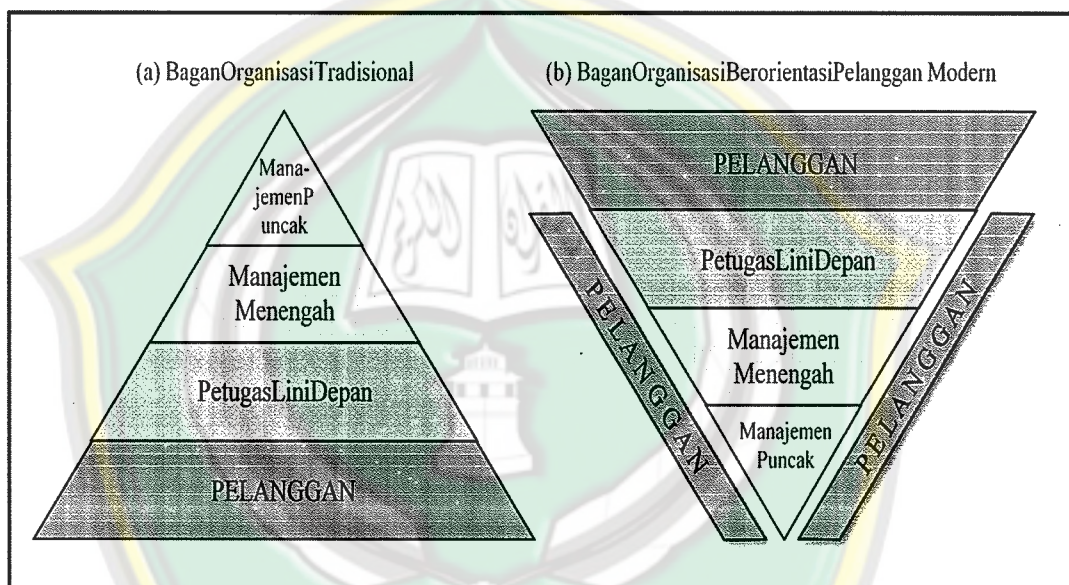 (a) BaganOrganisasiTradisional
Mana-
jemenP
uncak
Manajemen
Menengah
PetugasLiniDepan
PELANGGAN
(b) BaganOrganisasiBerorientasiPelanggan Modern
PELANGGAN
PetugasLiniDepan
Manajemen
Menengah
Manajemen
Puncak
PELANGGAN
PELANGGAN